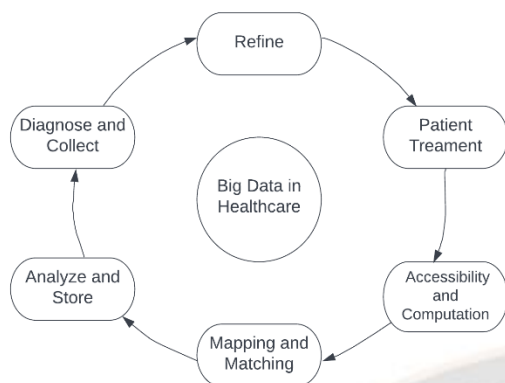 Refine
Diagnose and
Collect
Patient
Treament
Big Data in
Healthcare
Analyze and
Store
Accessibility
and
Computation
Mapping and
Matching